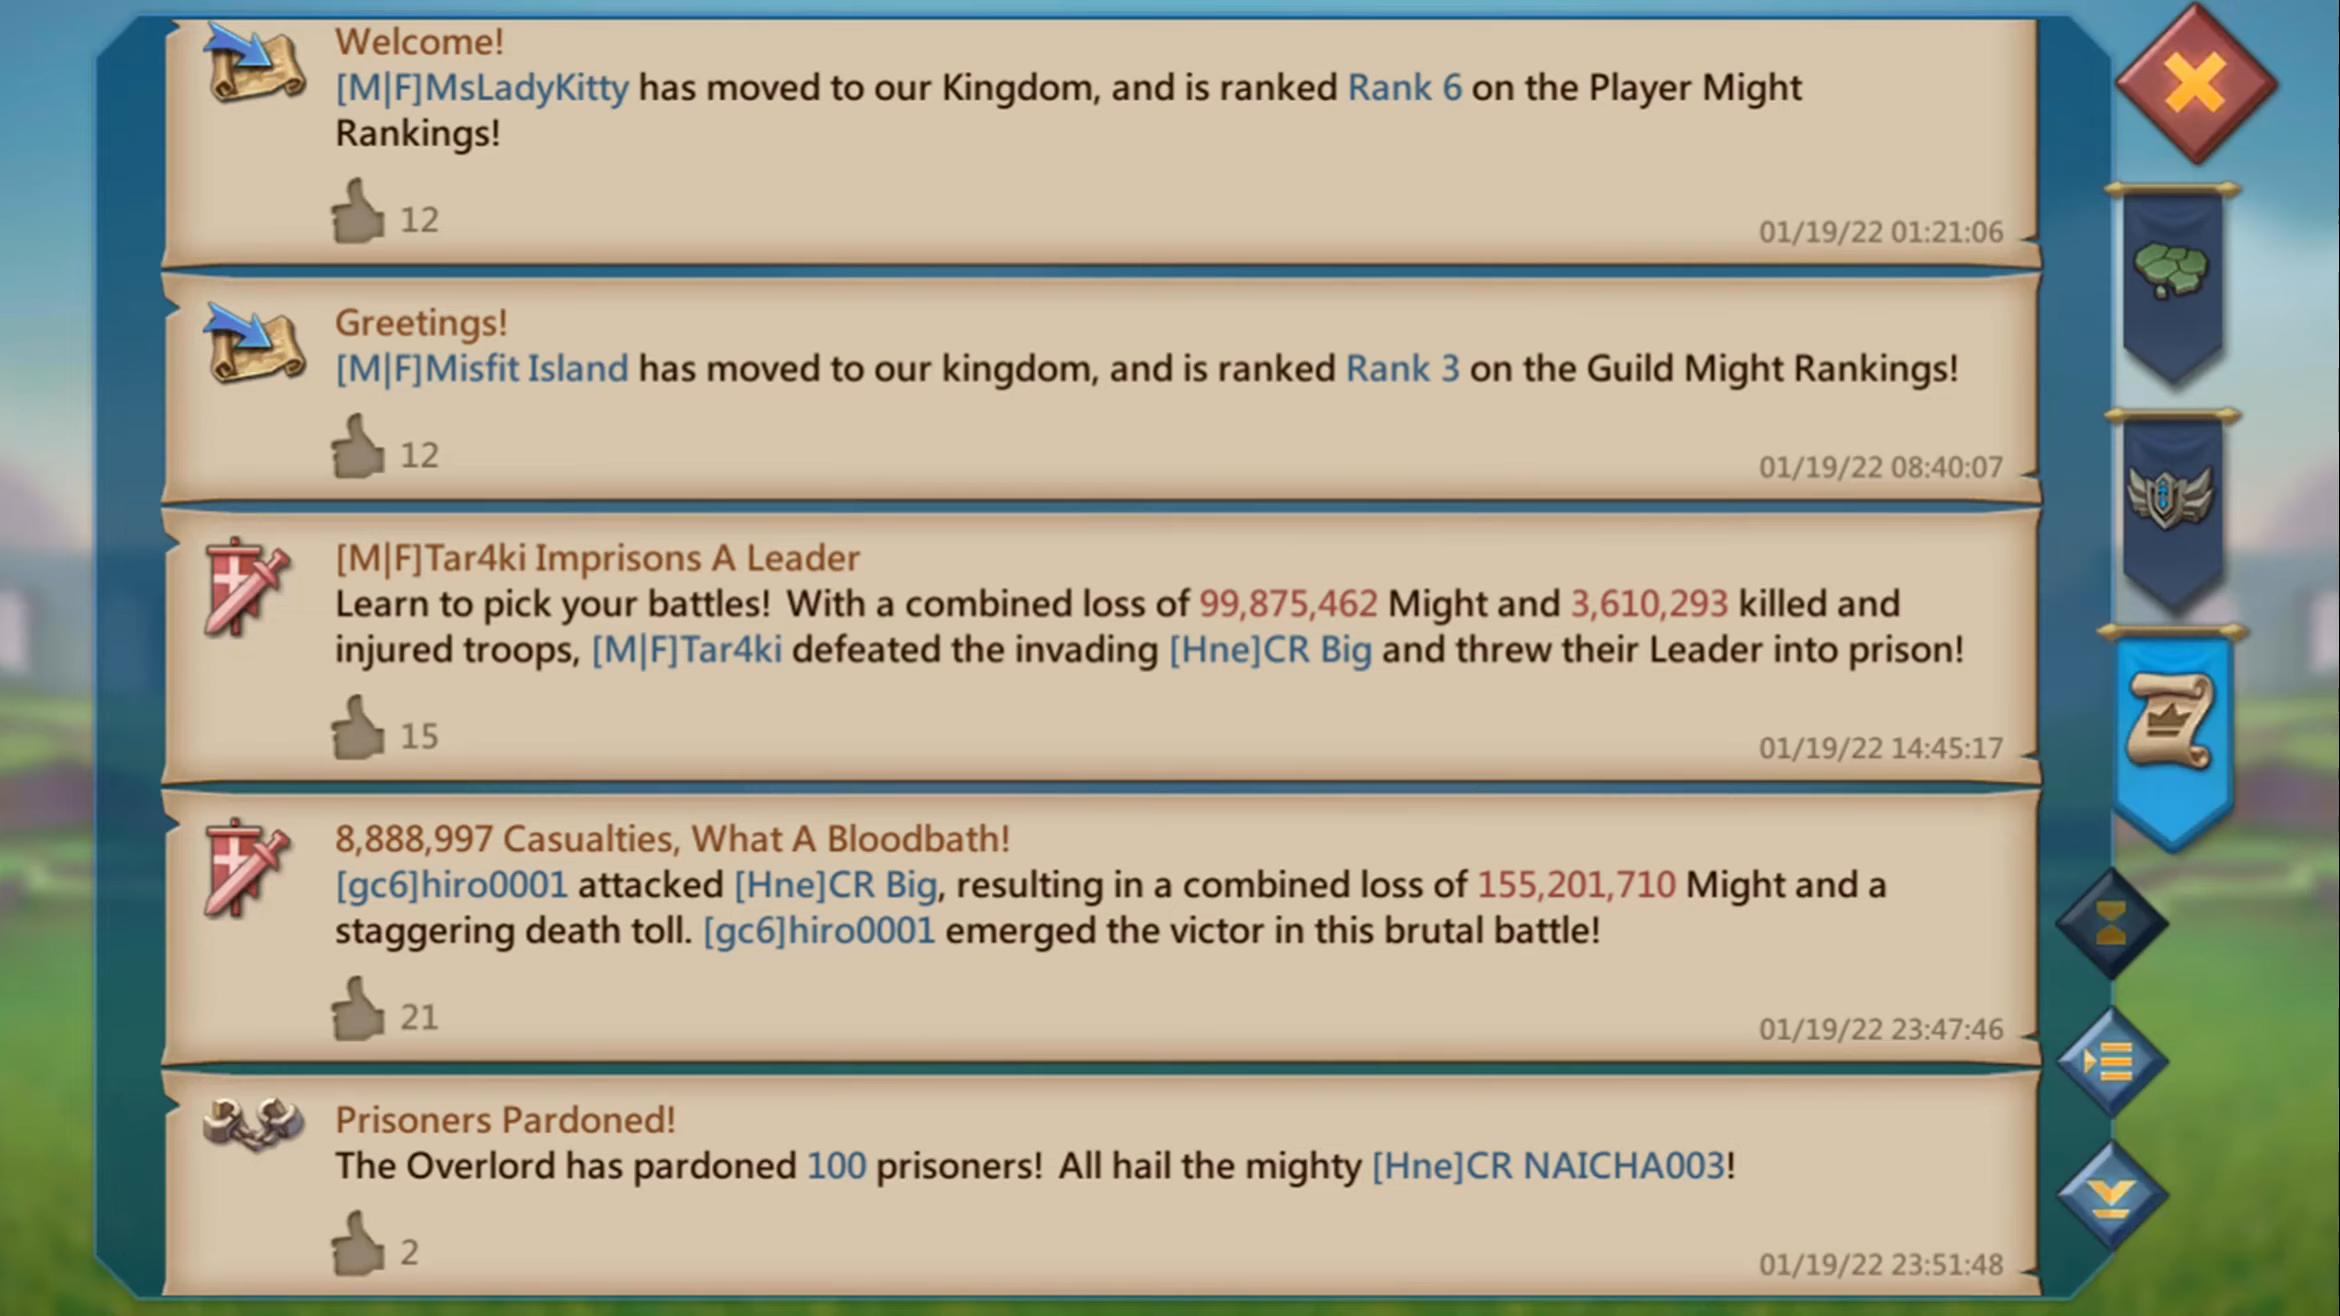 Welcome!
[M|F]MsLadyKitty has moved to our Kingdom, and is ranked Rank 6 on the Player Might
Rankings!
12
01/19/22 01:21:06
Greetings!
[M|F]Misfit Island has moved to our kingdom, and is ranked Rank 3 on the Guild Might Rankings!
12
01/19/22 08:40:07
[M|F]Tar4ki Imprisons A Leader
Learn to pick your battles! With a combined loss of 99,875,462 Might and 3,610,293 killed and
injured troops, [M|F]Tar4ki defeated the invading [Hne]CR Big and threw their Leader into prison!
15
01/19/22 14:45:17
8,888,997 Casualties, What A Bloodbath!
[gc6]hiro0001 attacked [Hne]CR Big, resulting in a combined loss of 155,201,710 Might and a
staggering death toll. [gc6]hiro0001 emerged the victor in this brutal battle!
21
01/19/22 23:47:46
Prisoners Pardoned!
The Overlord has pardoned 100 prisoners! All hail the mighty [Hne]CR NAICHA003!
2
01/19/22 23:51:48